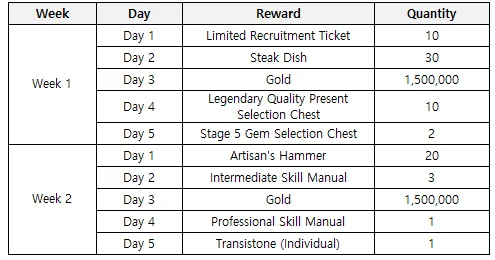 Week Day Reward Quantity
Week 1
Day 1 Limited Recruitment Ticket 10
Day 2 Steak Dish 30
Day 3 Gold 1,500,000
Day 4 Legendary Quality Present
Selection Chest 10
Day 5 Stage 5 Gem Selection Chest 2
Week 2
Day 1 Artisan's Hammer 20
Day 2 Intermediate Skill Manual 3
Day 3 Gold 1,500,000
Day 4 Professional Skill Manual 1
Day 5 Transistone (Individual) 1